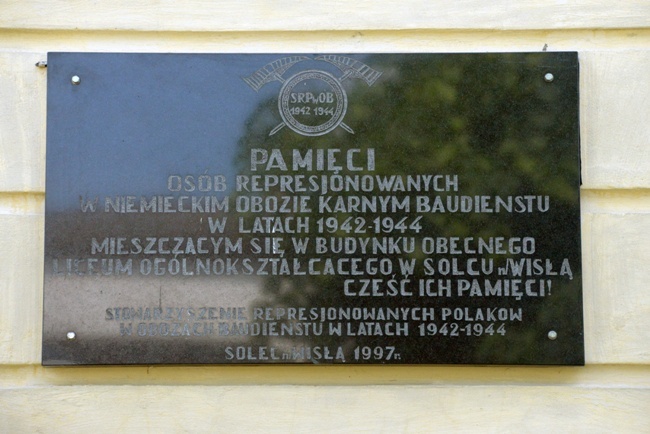 SRPwOB
1942 1944
PAMIĘCI
OSÓB REPRESJONOWANYCH
W NIEMIECKIM OBOZIE KARNYM BAUDIENSTU
W LATACH 1942-1944
MIESZCZĄCYM SIĘ W BUDYNKU OBECNEGO
LICEUM OGÓLNOKSZTAŁCĄCEGO W SOLCU n/WISŁĄ
CZEŚĆ ICH PAMIĘCI!
STOWARZYSZENIE REPRESJONOWANYCH POLAKÓW
W OBOZACH BAUDIENSTU W LATACH 1942-1944
SOLEC n/WISŁĄ 1997r.